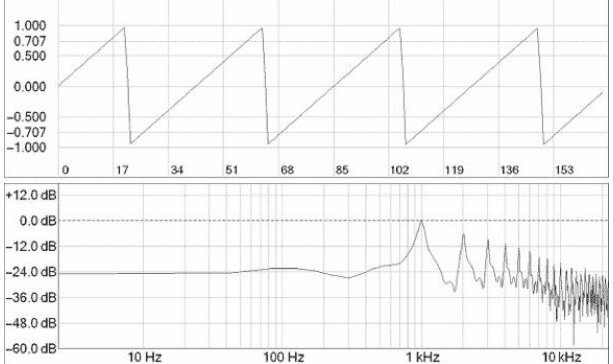 1.000
0.707
0.500
0.000
−0.500
−0.707
−1.000
0 17 34 51 68 85 102 119 136 153
+12.0 dB
0.0 dB
−12.0 dB
−24.0 dB
−36.0 dB
−48.0 dB
−60.0 dB
10 Hz 100 Hz 1 kHz 10 kHz